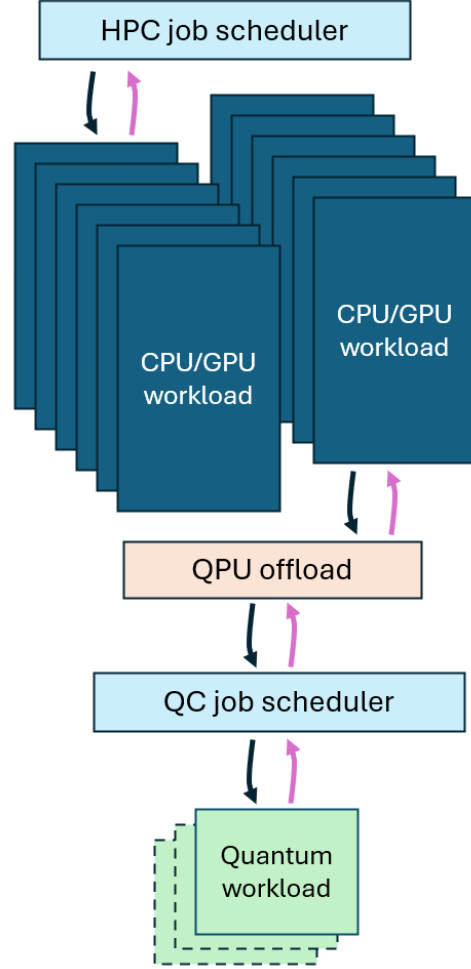 HPC job scheduler
CPU/GPU
workload
CPU/GPU
workload
QPU offload
QC job scheduler
Quantum
workload